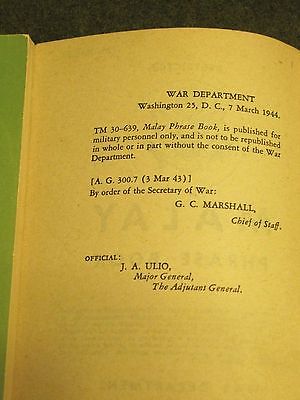 WAR DEPARTMENT
Washington 25, D. C., 7 March 1944.
TM 30–639, Malay Phrase Book, is published for
military personnel only, and is not to be republished
in whole or in part without the consent of the War
Department.
[A. G. 300.7 (3 Mar 43)]
By order of the Secretary of War:
G. C. MARSHALL,
Chief of Staff.
OFFICIAL:
J. A. ULIO,
Major General,
The Adjutant General.